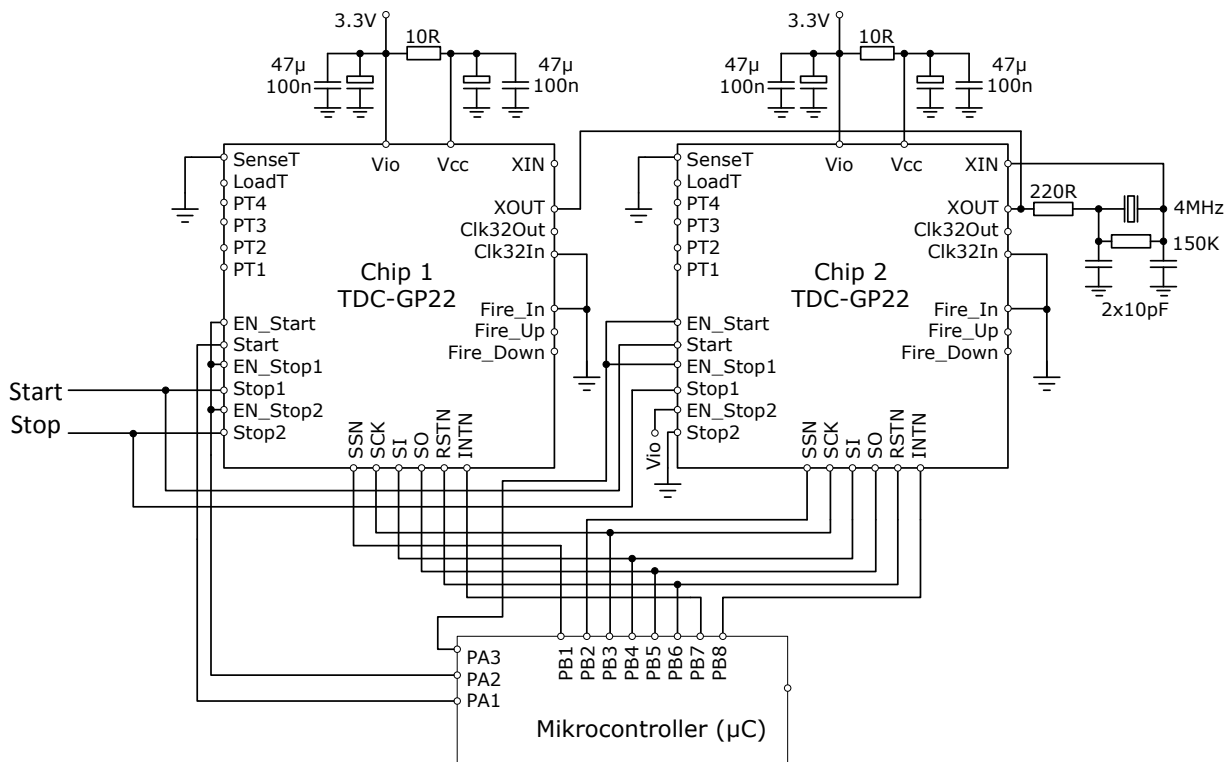 3.3V
10R
47µ
100n
47µ
100n
3.3V
10R
47µ
100n
47µ
100n
SenseT
LoadT
PT4
PT3
PT2
PT1
Vio
Vcc
XIN
XOUT
Clk32Out
Clk32In
Chip 1
TDC-GP22
Fire_In
Fire_Up
Fire_Down
EN_Start
Start
EN_Stop1
Stop1
EN_Stop2
Stop2
SSN
SCK
SI
SO
RSTN
INTN
Start
Stop
SenseT
LoadT
PT4
PT3
PT2
PT1
Vio
Vcc
XIN
XOUT
Clk32Out
Clk32In
Chip 2
TDC-GP22
Fire_In
Fire_Up
Fire_Down
EN_Start
Start
EN_Stop1
Stop1
EN_Stop2
Stop2
Vio
SSN
SCK
SI
SO
RSTN
INTN
220R
4MHz
150K
2x10pF
PA3
PA2
PA1
PB1
PB2
PB3
PB4
PB5
PB6
PB7
PB8
Mikrocontroller (µC)